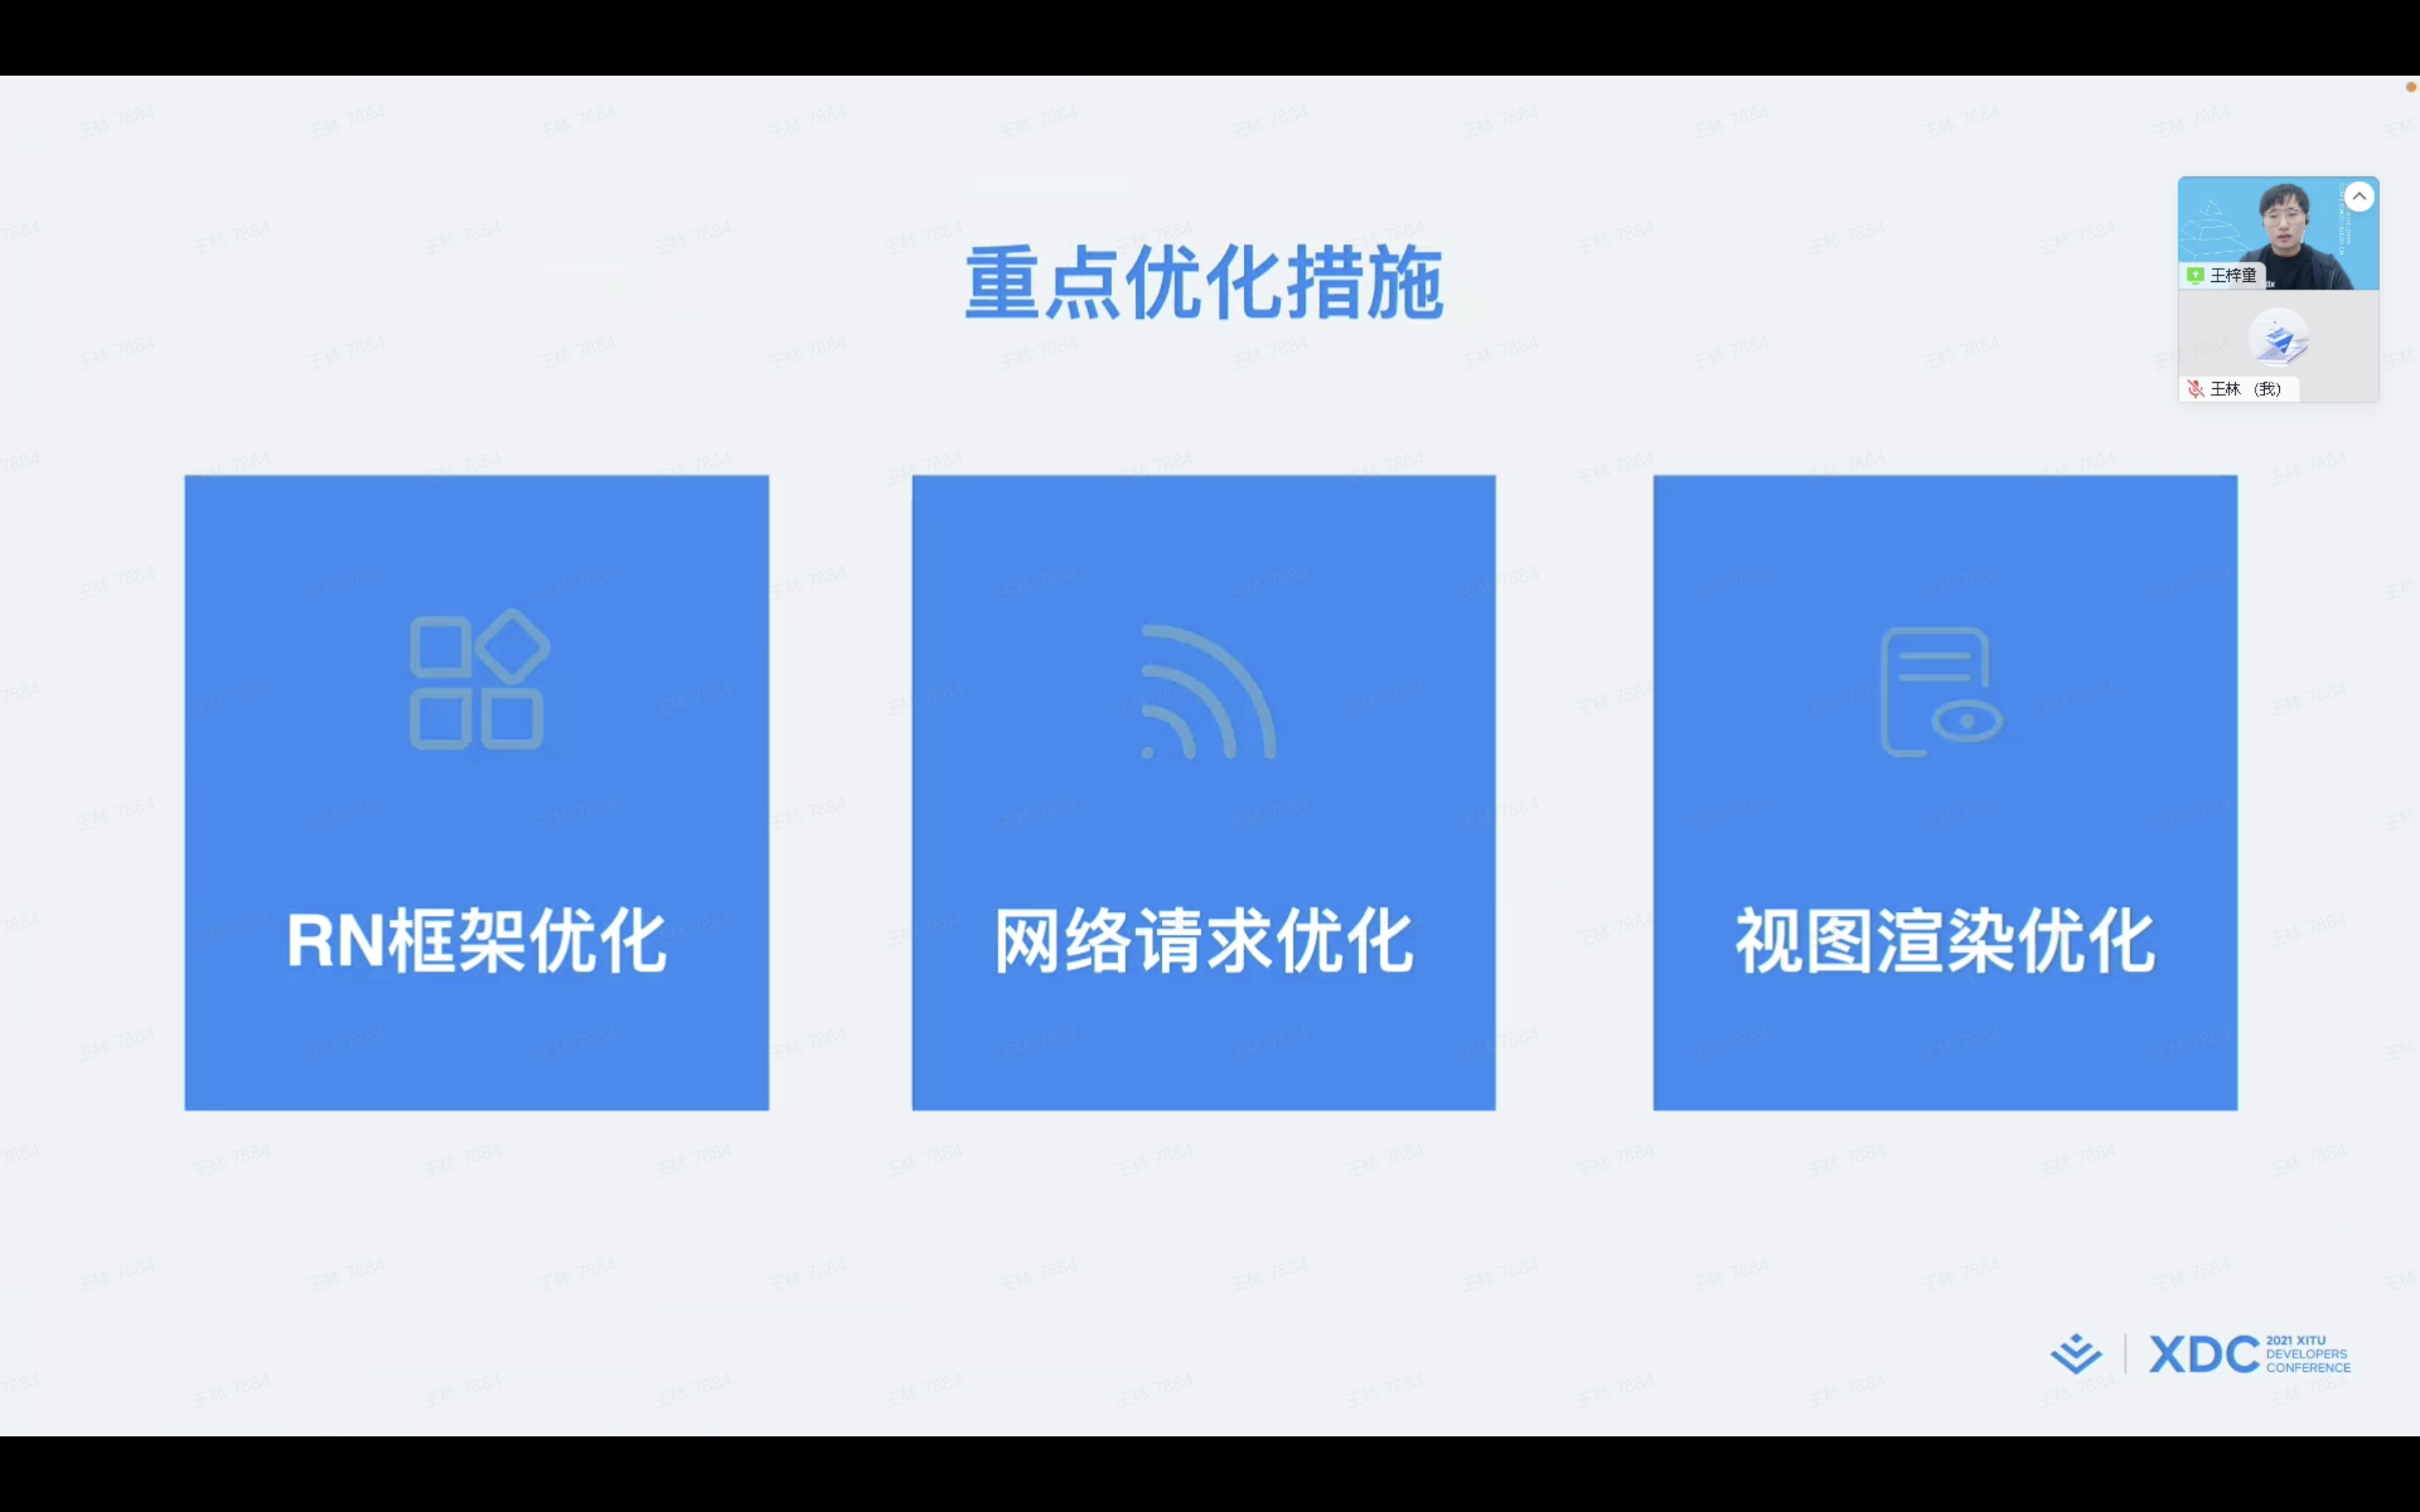 重点优化措施
王梓童
王林 (我)
RN框架优化
网络请求优化
视图渲染优化
XDC
2021 XITU
DEVELOPERS
CONFERENCE
王林 7884